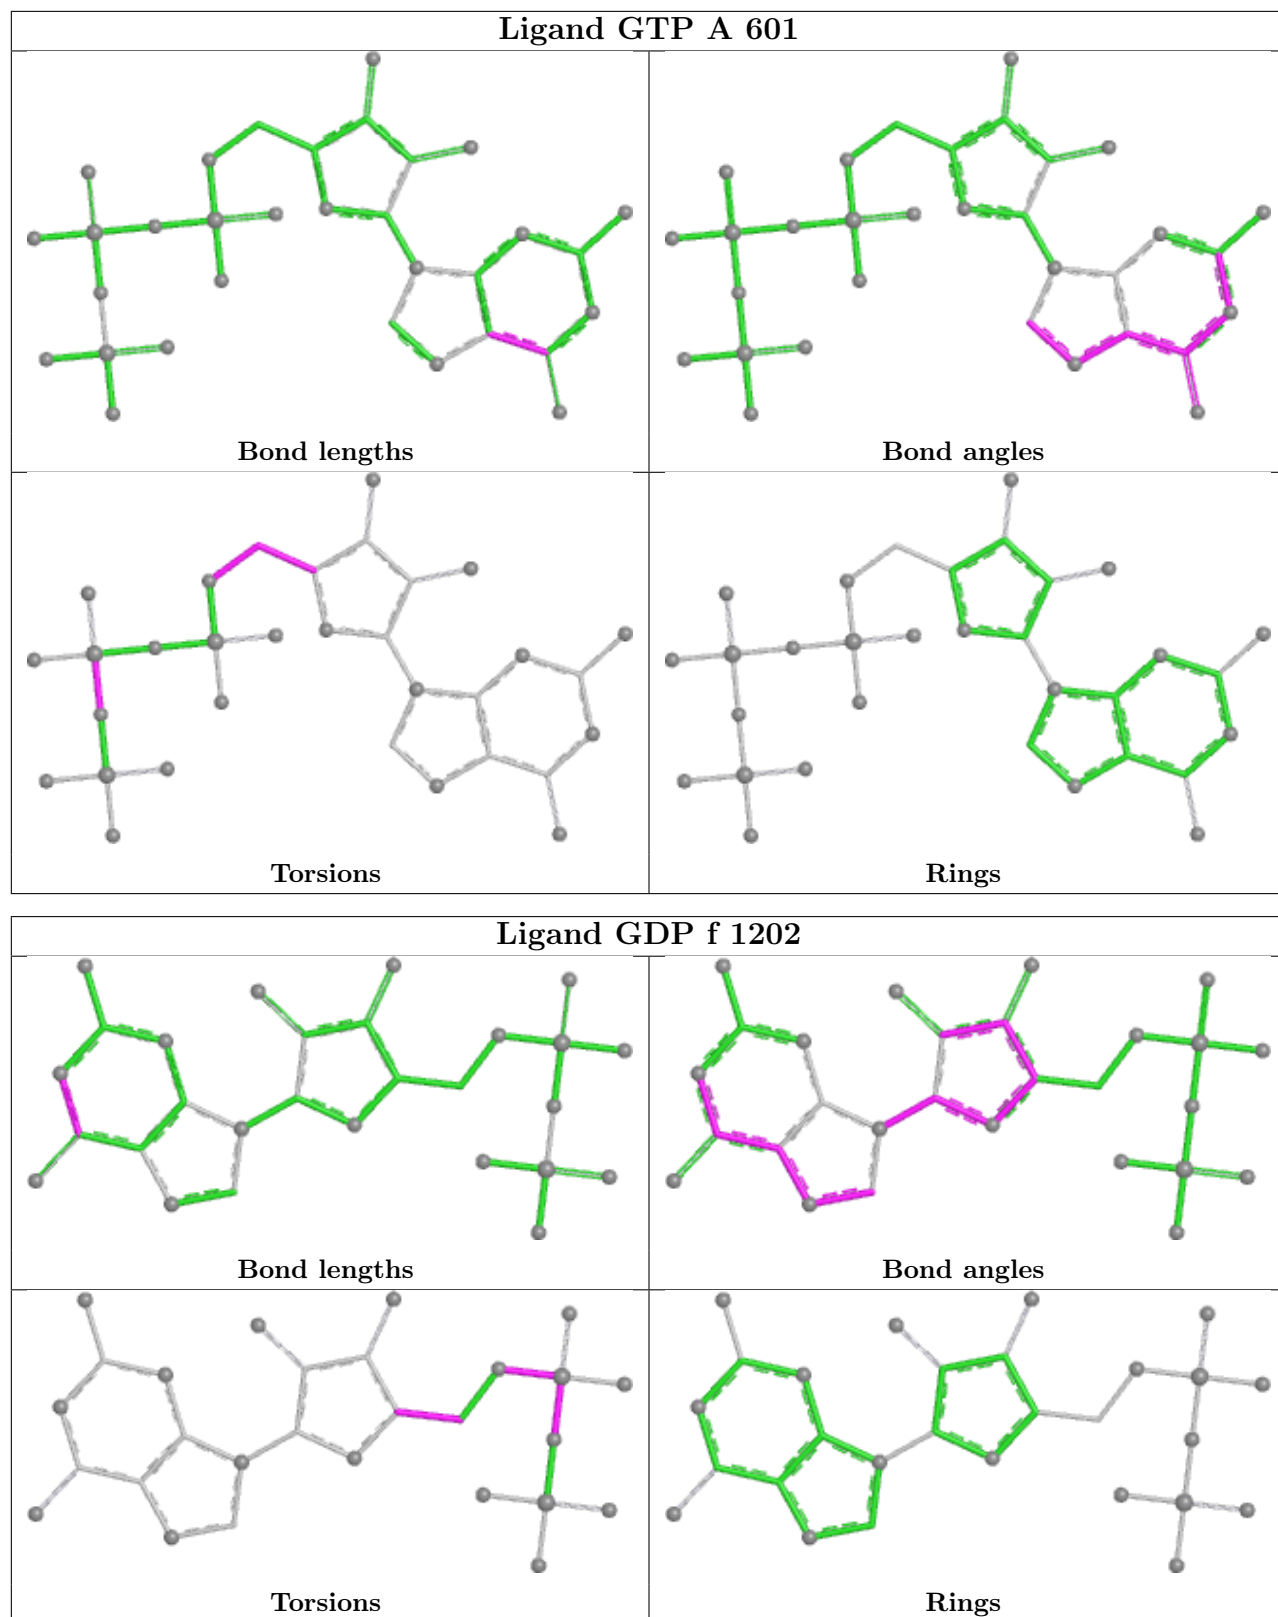 Ligand GTP A 601
Bond lengths
Bond angles
Torsions
Rings
Ligand GDP f 1202
Bond lengths
Bond angles
Torsions
Rings